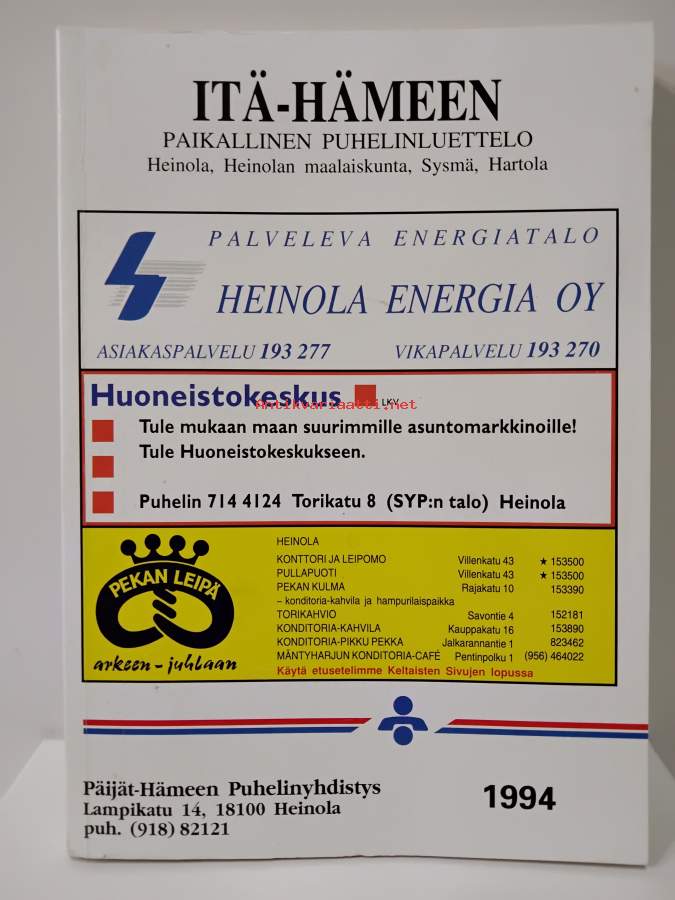 ITÄ-HÄMEEN
PAIKALLINEN PUHELINLUETTELO
Heinola, Heinolan maalaiskunta, Sysmä, Hartola
PALVELEVA ENERGIATALO
HEINOLA ENERGIA OY
ASIAKASPALVELU 193 277 VIKAPALVELU 193 270
Huoneistokeskus LKV
Antikvariaatti.net
Tule mukaan maan suurimmille asuntomarkkinoille!
Tule Huoneistokeskukseen.
Puhelin 714 4124 Torikatu 8 (SYP:n talo) Heinola
PEKAN LEIPÄ
arkeen - juhlaan
HEINOLA
KONTTORI JA LEIPOMO Villenkatu 43 ★ 153500
PULLAPUOTI Villenkatu 43 ★ 153500
PEKAN KULMA Rajakatu 10 153390
– konditoria-kahvila ja hampurilaispaikka
TORIKAHVIO Savontie 4 152181
KONDITORIA-KAHVILA Kauppakatu 16 153890
KONDITORIA-PIKKU PEKKA Jalkarannantie 1 823462
MÄNTYHARJUN KONDITORIA-CAFÉ Pentinpolku 1 (956) 464022
Käytä etusetelimme Keltaisten Sivujen lopussa
Päijät-Hämeen Puhelinyhdistys
Lampikatu 14, 18100 Heinola
puh. (918) 82121
1994